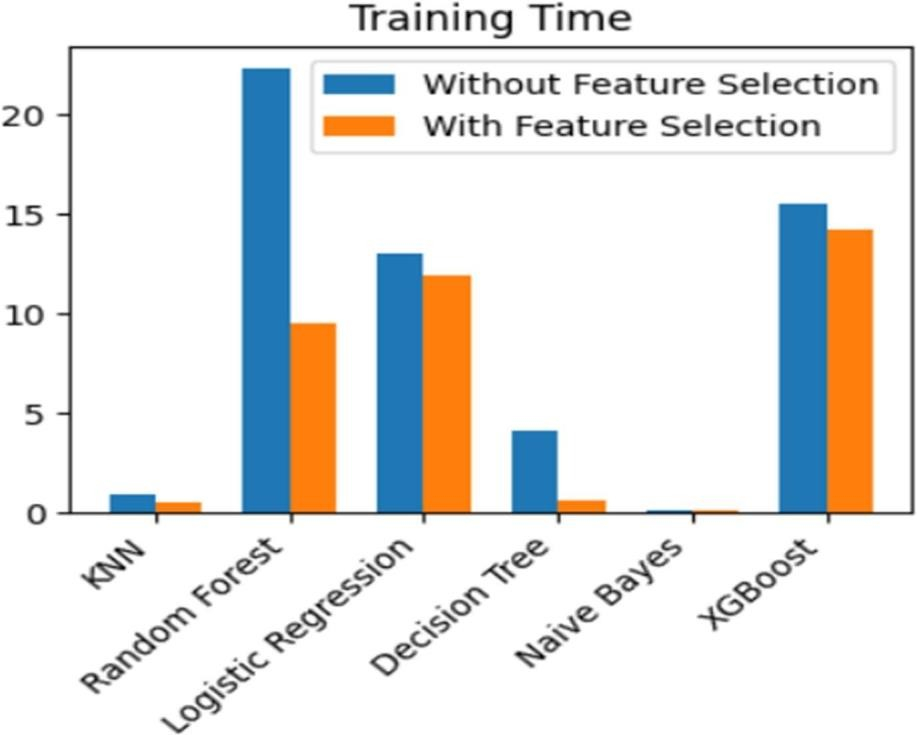 Training Time
Without Feature Selection
With Feature Selection
20
15
10
5
0
KNN
Random Forest
Logistic Regression
Decision Tree
Naive Bayes
XGBoost